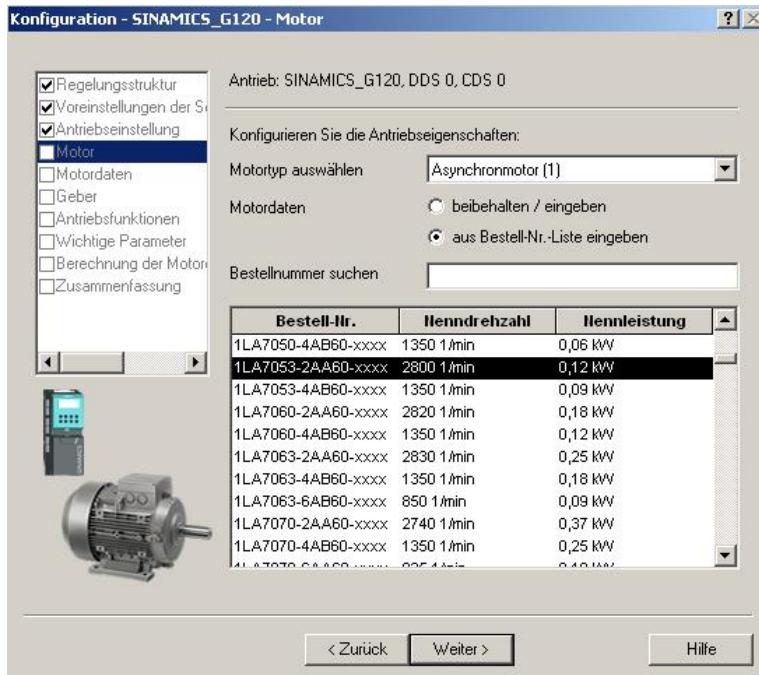 Konfiguration - SINAMICS_G120 - Motor
Regelungsstruktur
Voreinstellungen der
Antriebseinstellung
Motor
Motordaten
Geber
Antriebsfunktionen
Wichtige Parameter
Berechnung der
Zusammenfassung
Antrieb: SINAMICS_G120, DDS 0, CDS 0
Konfigurieren Sie die Antriebseigenschaften:
Motortyp auswählen Asynchronmotor (1)
Motordaten beibehalten / eingeben
aus Bestell-Nr.-Liste eingeben
Bestellnummer suchen
Bestell-Nr. Nenndrehzahl Nennleistung
1LA7050-4AB60-xxxx 1350 1/min 0,06 kW
1LA7053-2AA60-xxxx 2800 1/min 0,12 kW
1LA7053-4AB60-xxxx 1350 1/min 0,09 kW
1LA7060-2AA60-xxxx 2820 1/min 0,18 kW
1LA7060-4AB60-xxxx 1350 1/min 0,12 kW
1LA7063-2AA60-xxxx 2830 1/min 0,25 kW
1LA7063-4AB60-xxxx 1350 1/min 0,18 kW
1LA7063-6AB60-xxxx 850 1/min 0,09 kW
1LA7070-2AA60-xxxx 2740 1/min 0,37 kW
1LA7070-4AB60-xxxx 1350 1/min 0,25 kW
SINAMICS
< Zurück Weiter > Hilfe